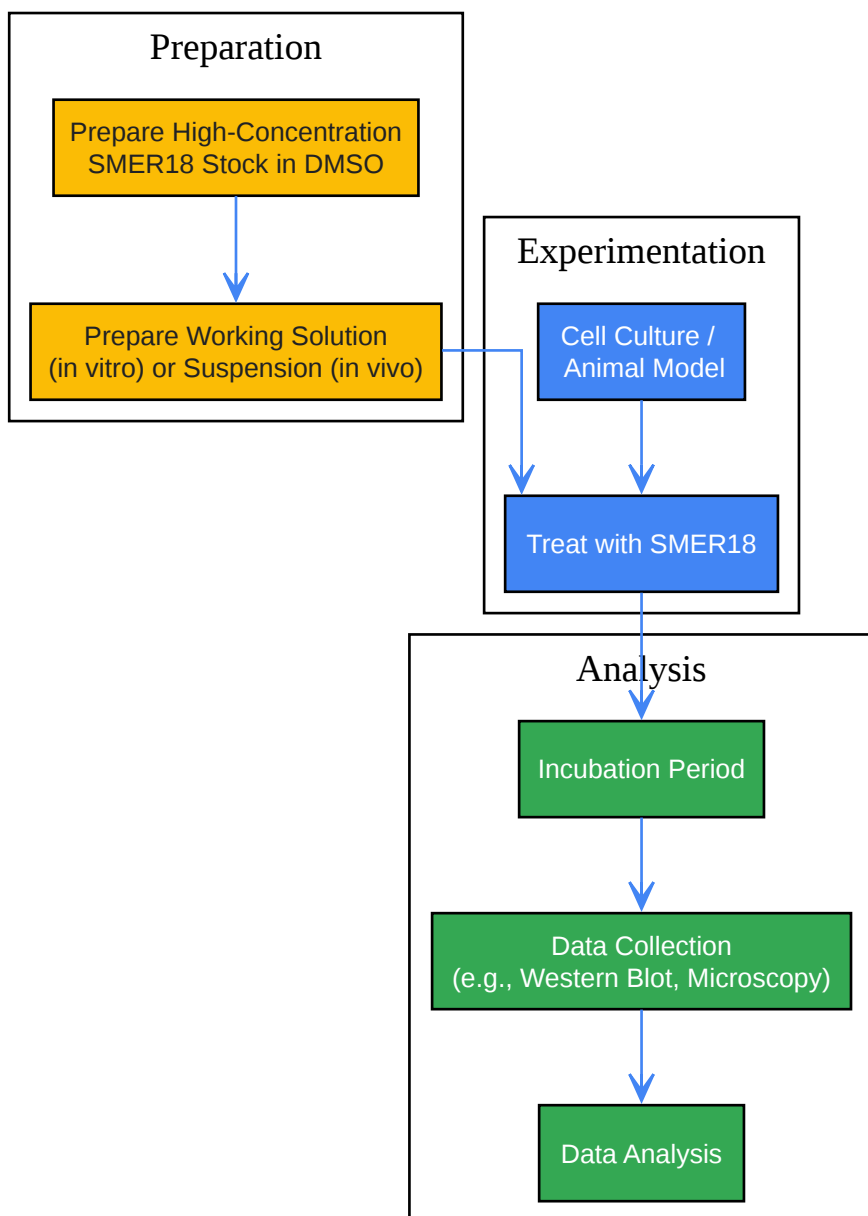 Preparation
Prepare High-Concentration
SMER18 Stock in DMSO
Prepare Working Solution
(in vitro) or Suspension (in vivo)
Experimentation
Cell Culture /
Animal Model
Treat with SMER18
Analysis
Incubation Period
Data Collection
(e.g., Western Blot, Microscopy)
Data Analysis